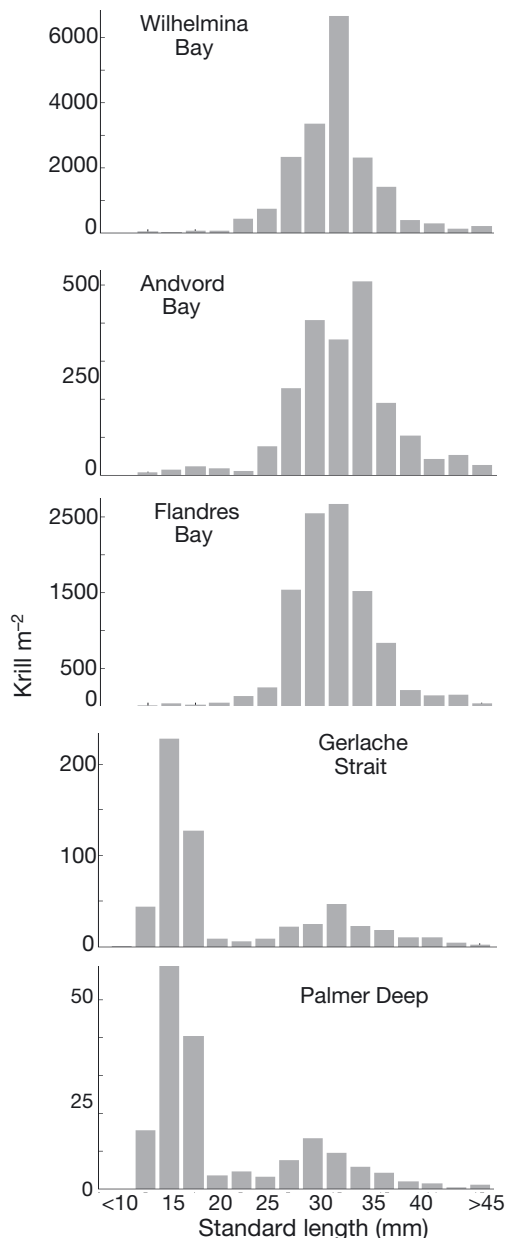 Wilhelmina
Bay
6000
4000
2000
0
Andvord
Bay
500
250
0
Flandres
Bay
2500
1500
500
0
Krill m⁻²
Gerlache
Strait
200
100
0
Palmer Deep
50
25
0
<10 15 20 25 30 35 40 >45
Standard length (mm)